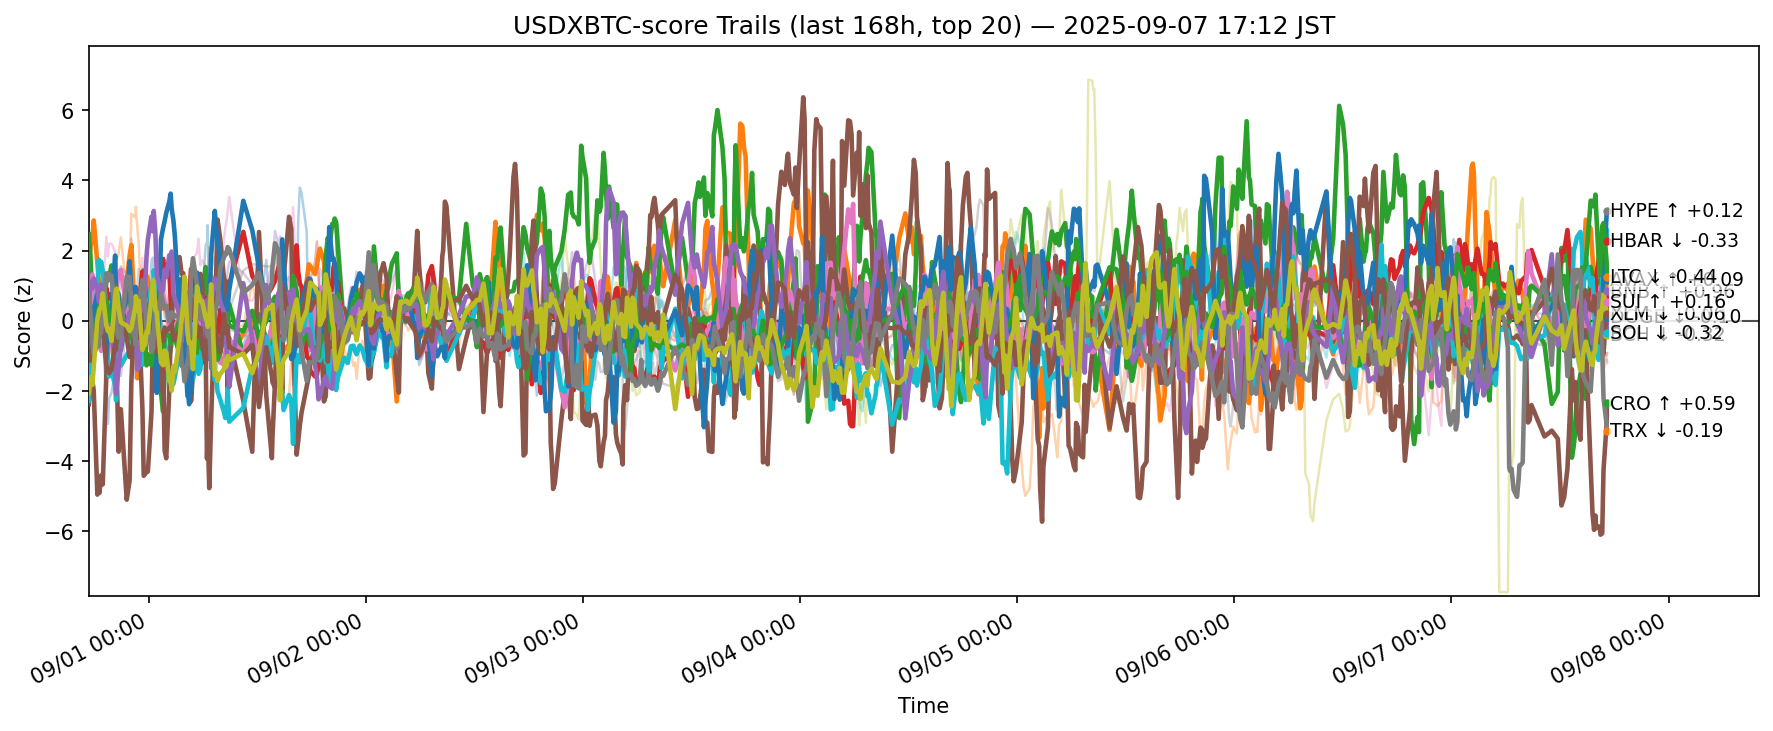 USDXBTC-score Trails (last 168h, top 20) — 2025-09-07 17:12 JST
Score (z)
6
4
2
0
−2
−4
−6
HYPE ↑ +0.12
HBAR ↓ -0.33
LTC ↓ -0.44
SUI ↑ +0.16
XLM ↓ -0.06
SOL ↓ -0.32
CRO ↑ +0.59
TRX ↓ -0.19
09/01 00:00
09/02 00:00
09/03 00:00
09/04 00:00
09/05 00:00
09/06 00:00
09/07 00:00
09/08 00:00
Time